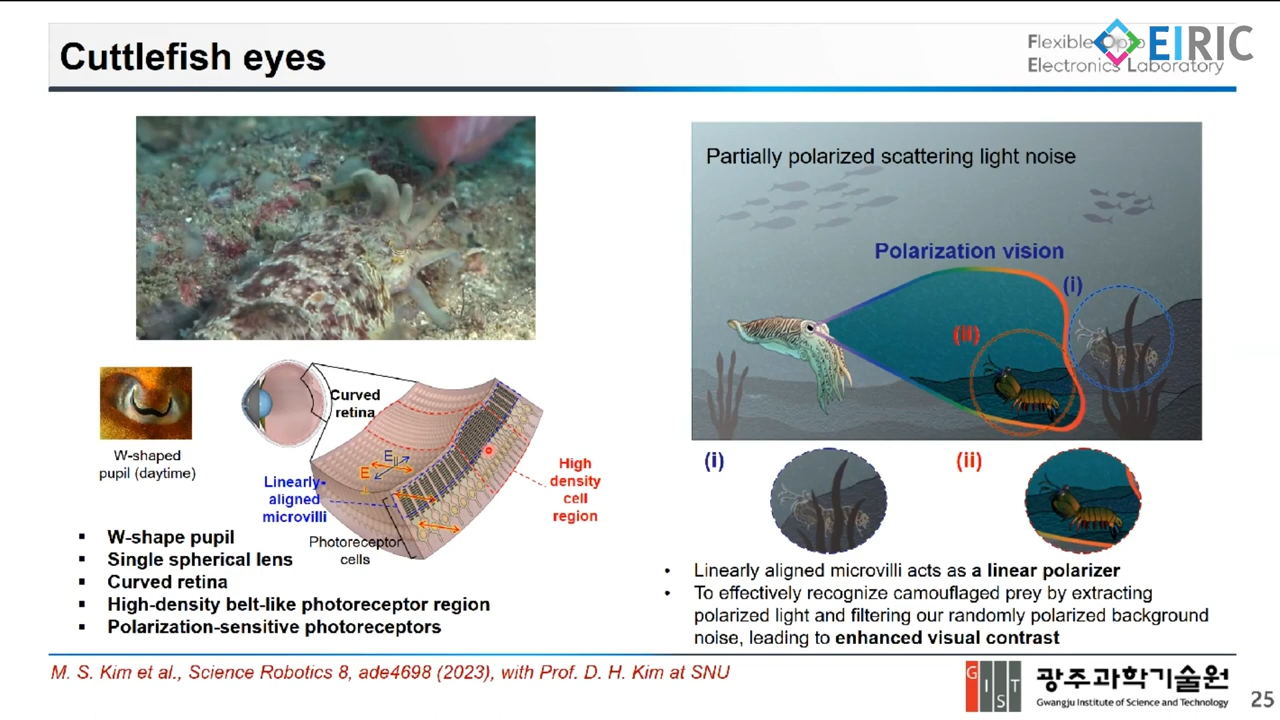 Cuttlefish eyes
Flexible Opto
Electronics Laboratory
EIRIC
Partially polarized scattering light noise
Polarization vision
(i)
(ii)
W-shaped
pupil (daytime)
Curved
retina
E||
E⊥
Linearly-
aligned
microvilli
Photoreceptor
cells
High
density
cell
region
▪ W-shape pupil
▪ Single spherical lens
▪ Curved retina
▪ High-density belt-like photoreceptor region
▪ Polarization-sensitive photoreceptors
(i)
(ii)
• Linearly aligned microvilli acts as a linear polarizer
• To effectively recognize camouflaged prey by extracting
polarized light and filtering our randomly polarized background
noise, leading to enhanced visual contrast
M. S. Kim et al., Science Robotics 8, ade4698 (2023), with Prof. D. H. Kim at SNU
GIST
광주과학기술원
Gwangju Institute of Science and Technology
25